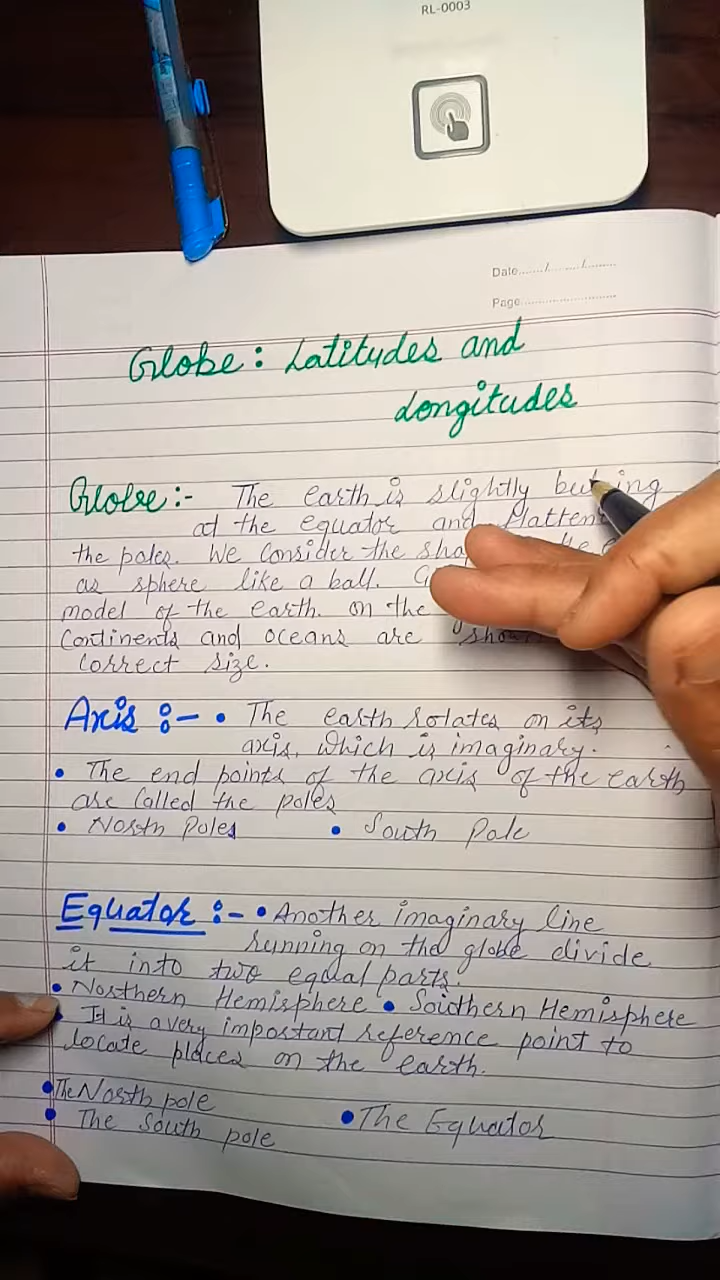 RL-0003
Date....../......./........
Page..........................
Globe: Latitudes and
Longitudes
Globe:- The earth is slightly
at the equator and flatten
the poles. We consider the sha the
as sphere like a ball.
model of the earth. on the
Continents and oceans are show
correct size.
Axis :- • The earth rotates on its
axis, which is imaginary.
• The end points of the axis of the earth
are called the poles
• North Poles • South Pole
Equator :- • Another imaginary line
running on the globe divide
it into two equal parts.
• Northern Hemisphere • Soidthern Hemisphere
• It is a very important reference point to
locate places on the earth.
• The North pole
• The South pole • The Equator